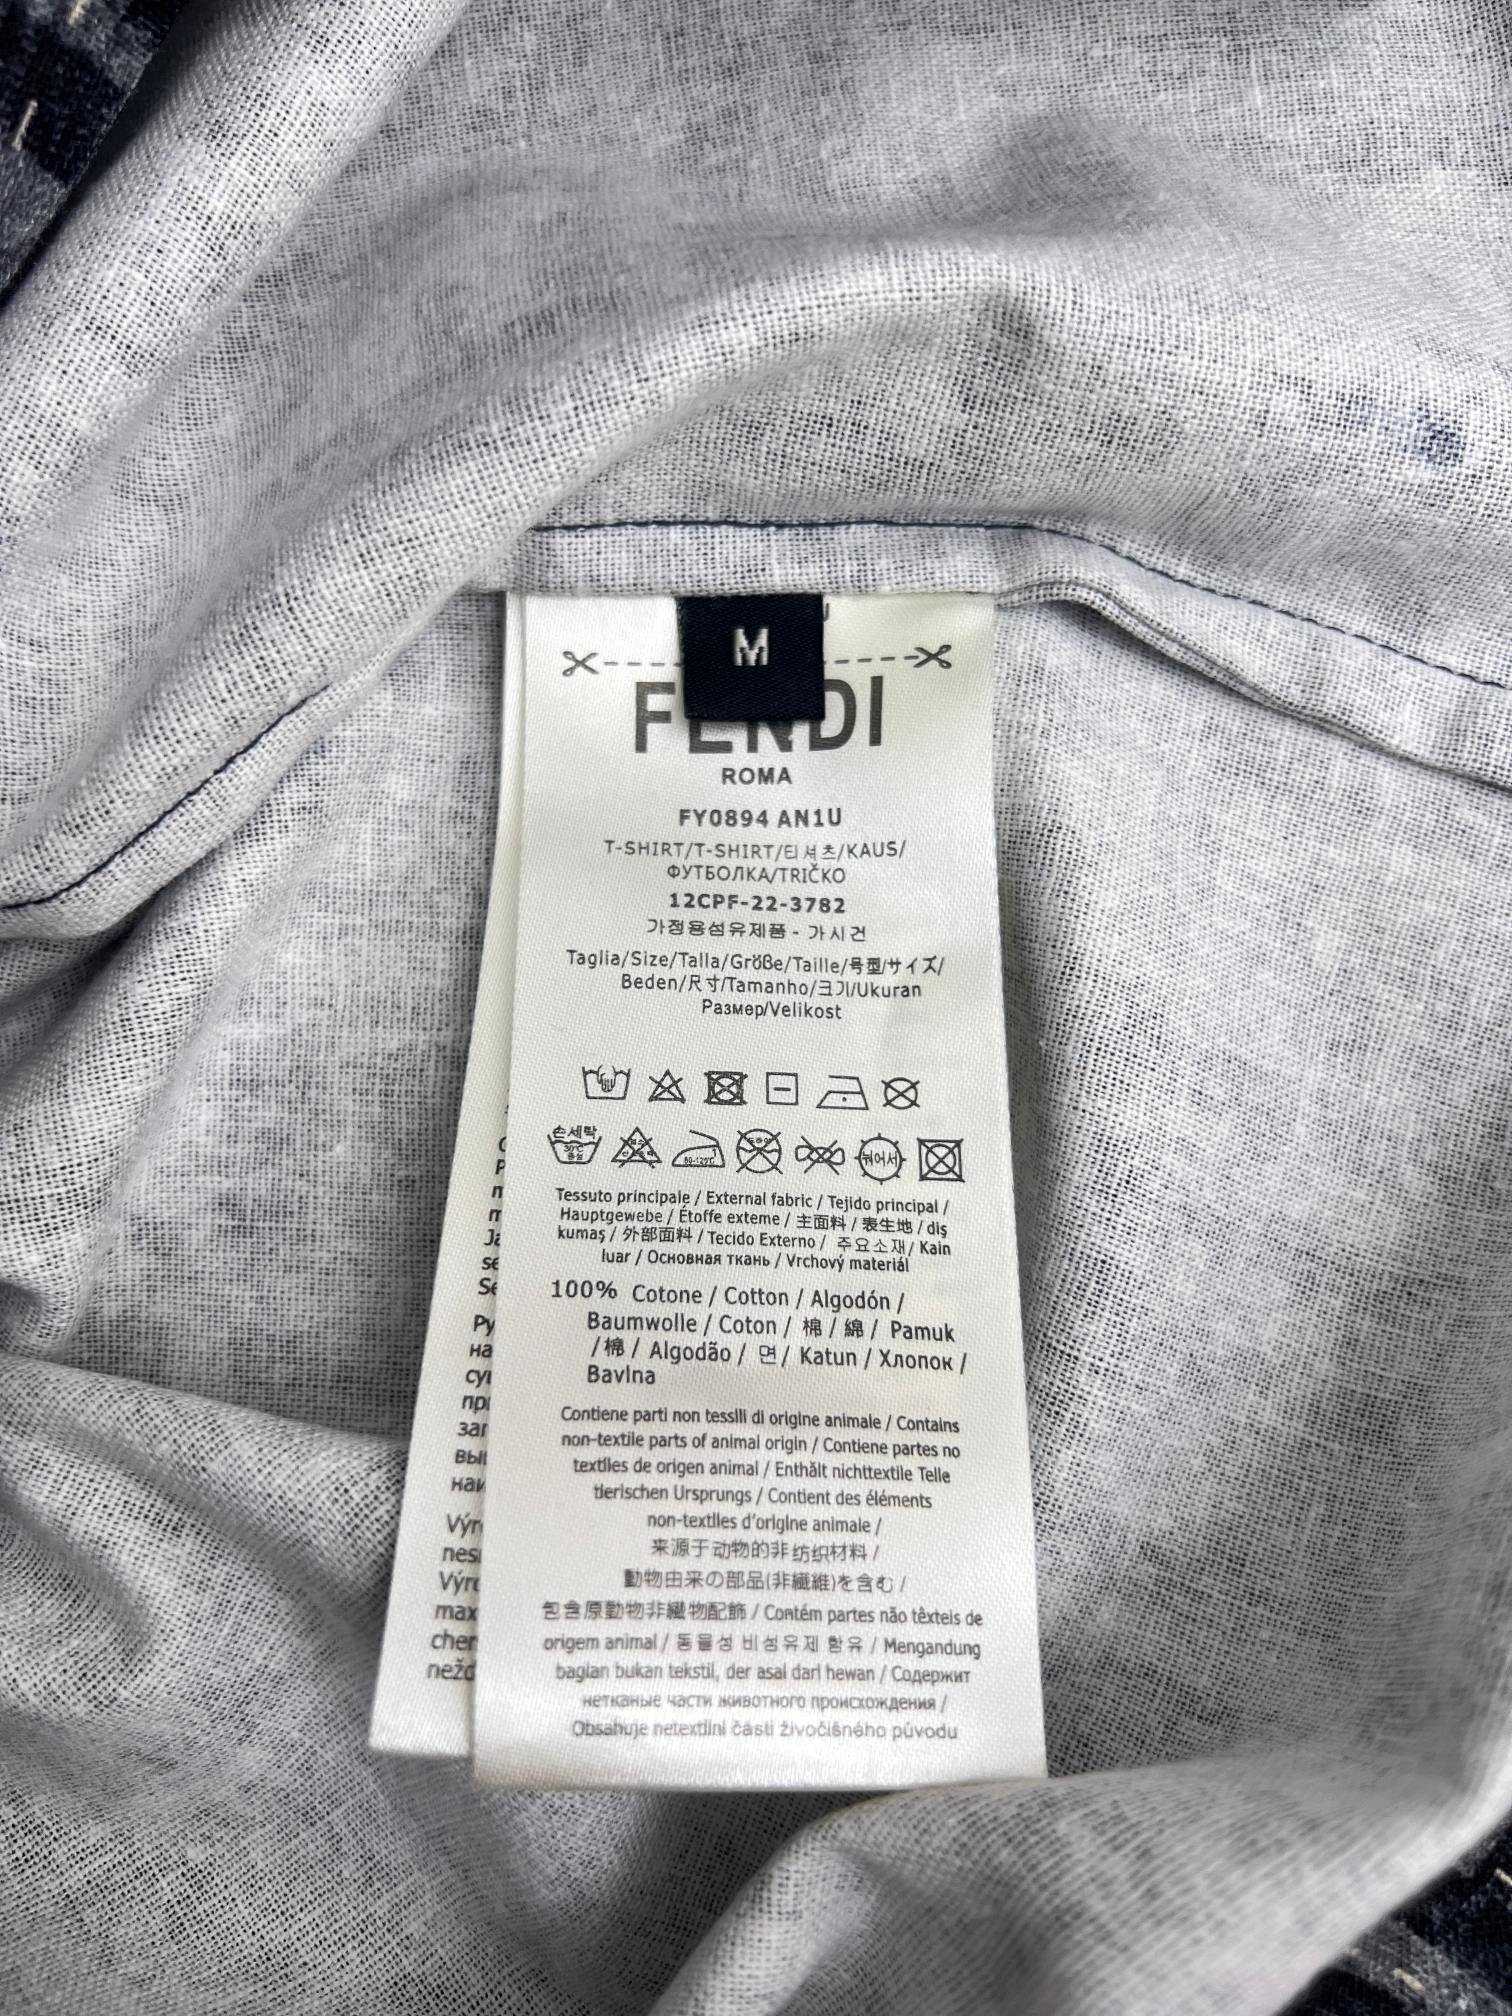 M
FENDI
ROMA
FY0894 AN1U
T-SHIRT/T-SHIRT/티셔츠/KAUS/
ФУТБОЛКА/TRIČKO
12CPF-22-3782
가정용섬유제품 - 가시건
Taglia/Size/Talla/Größe/Taille/号型/サイズ/
Beden/尺寸/Tamanho/크기/Ukuran
Размер/Velikost
손세탁
30°C
중성
80-120°C
뉘어서
Tessuto principale / External fabric / Tejido principal /
Hauptgewebe / Étoffe exteme / 主面料 / 表生地 / diş
kumaş / 外部面料 / Tecido Externo / 주요소재/ Kain
luar / Основная ткань / Vrchový materiál
100% Cotone / Cotton / Algodón /
Baumwolle / Coton / 棉 / 綿 / Pamuk
/ 棉 / Algodão / 면 / Katun / Хлопок /
Bavlna
Contiene parti non tessili di origine animale / Contains
non-textile parts of animal origin / Contiene partes no
textiles de origen animal / Enthält nichttextile Telle
tierischen Ursprungs / Contient des éléments
non-textiles d'origine animale /
来源于动物的非纺织材料 /
動物由来の部品(非繊維)を含む /
包含原動物非纖物配飾 / Contém partes não têxteis de
origem animal / 동물성 비섬유제 함유 / Mengandung
bagian bukan tekstil, der asal dari hewan / Содержит
нетканые части животного происхождения /
Obsahuje netextilní části živočišného původu